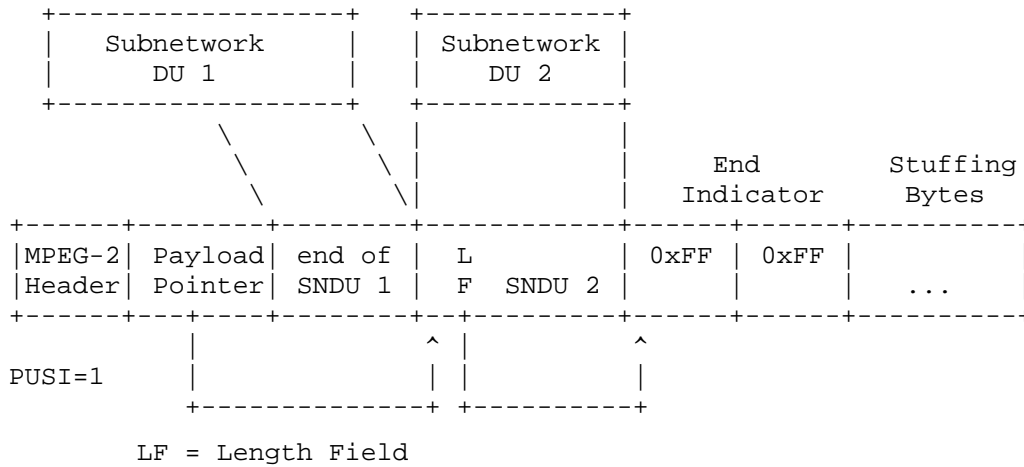 Subnetwork Subnetwork
DU 1 DU 2
End Stuffing
Indicator Bytes
MPEG-2 Payload end of L 0xFF 0xFF
Header Pointer SNDU 1 F SNDU 2 ...
PUSI=1
LF = Length Field